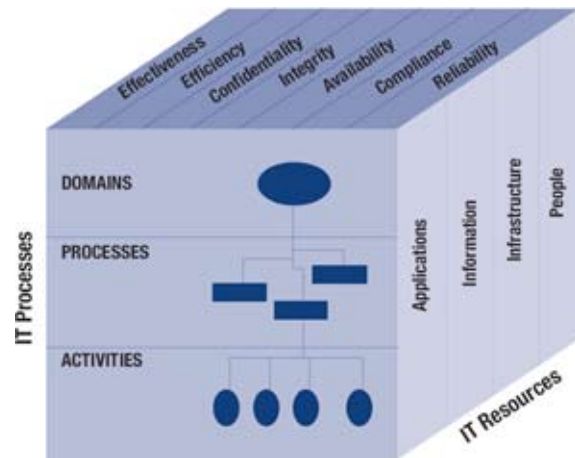 Effectiveness
Efficiency
Confidentiality
Integrity
Availability
Compliance
Reliability
IT Processes
DOMAINS
PROCESSES
ACTIVITIES
Applications
Information
Infrastructure
People
IT Resources